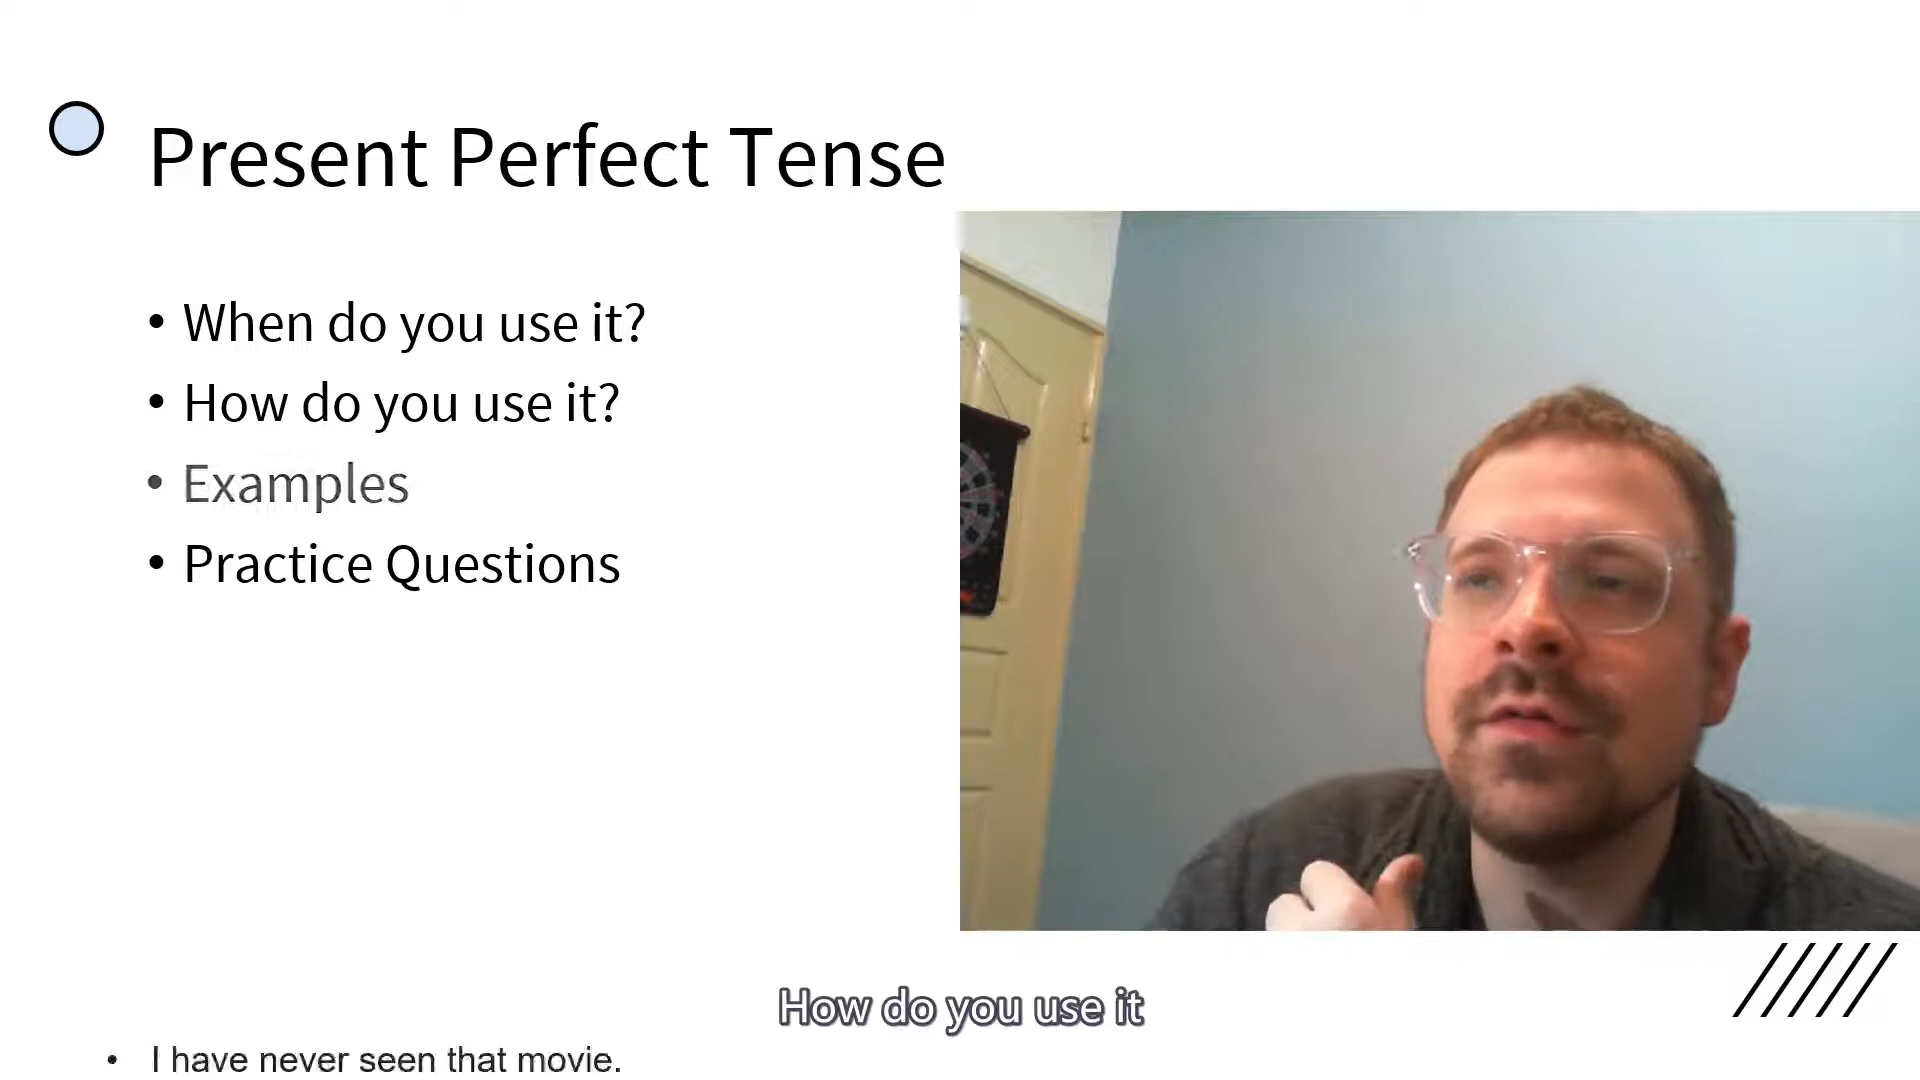 Present Perfect Tense
• When do you use it?
• How do you use it?
• Examples
• Practice Questions
How do you use it
• I have never seen that movie.